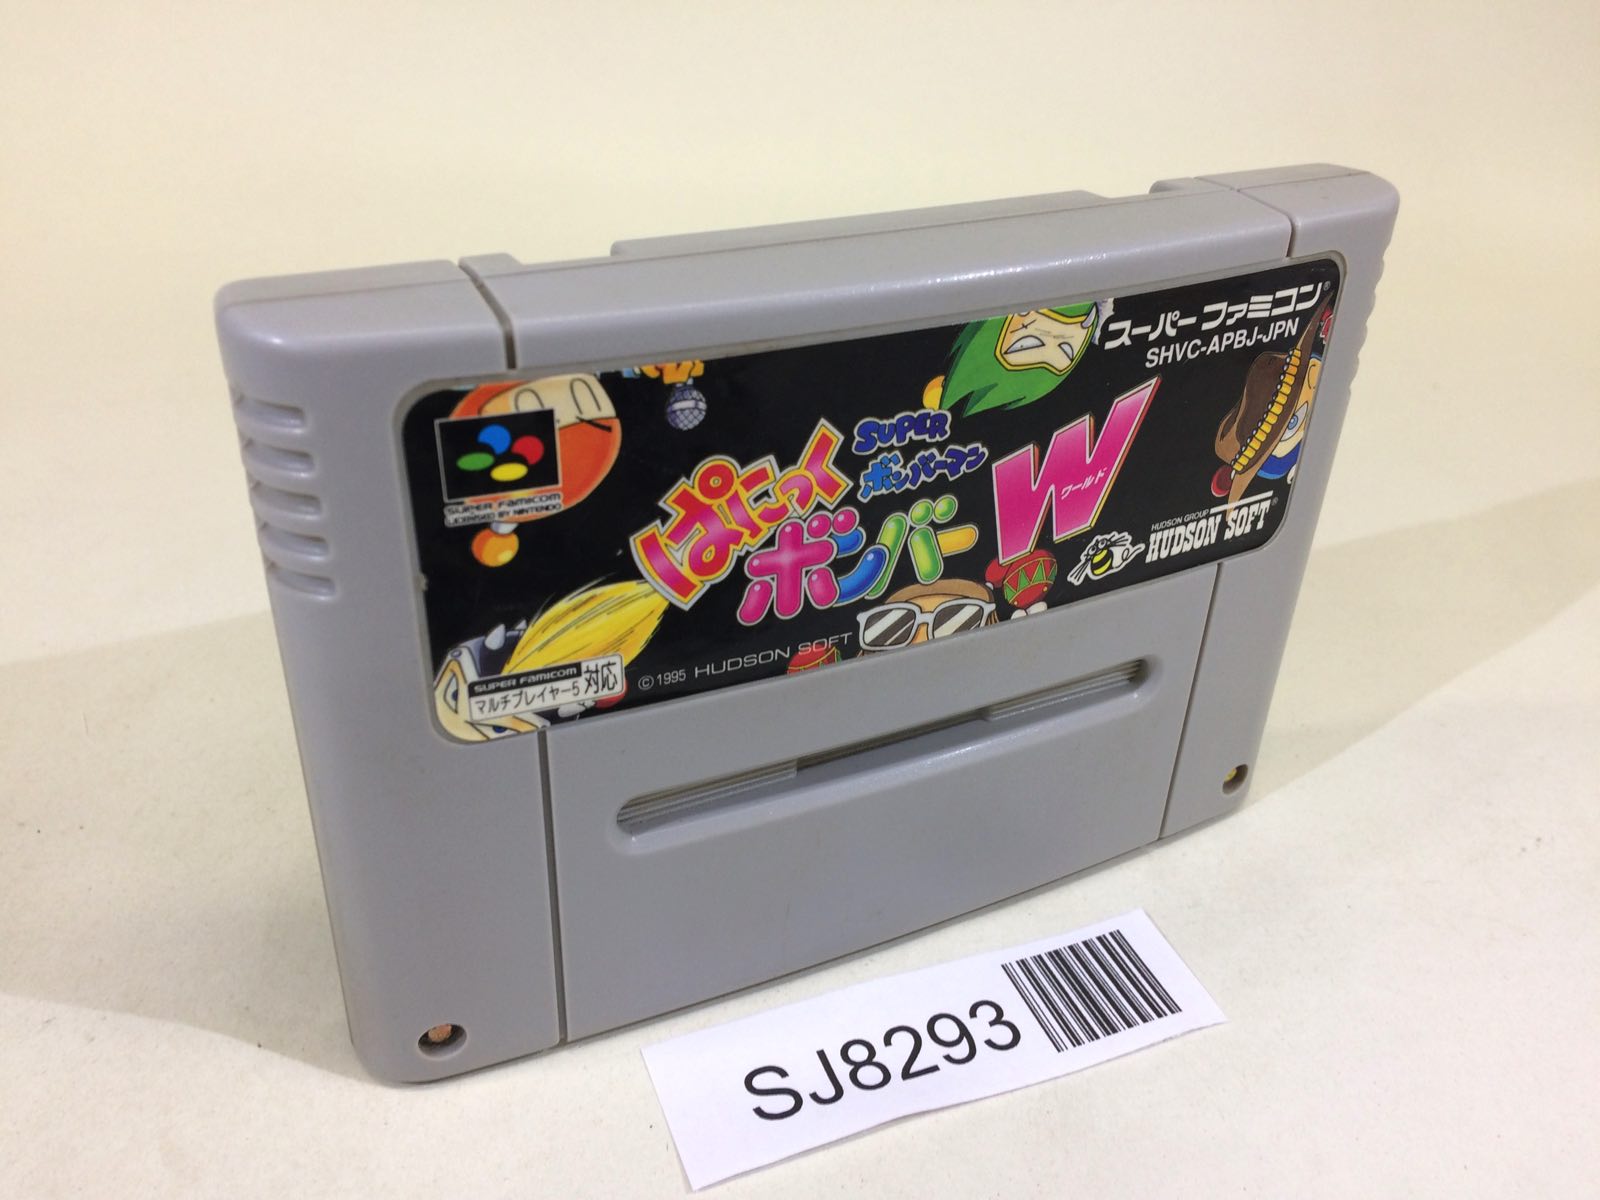 スーパーファミコン®
SHVC-APBJ-JPN
SUPER
ボンバーマン
ぱにっく
ボンバー
W
ワールド
SUPER FAMICOM
LICENSED BY NINTENDO
HUDSON GROUP
HUDSON SOFT®
SUPER FAMICOM
マルチプレイヤー5 対応
© 1995 HUDSON SOFT
SJ8293